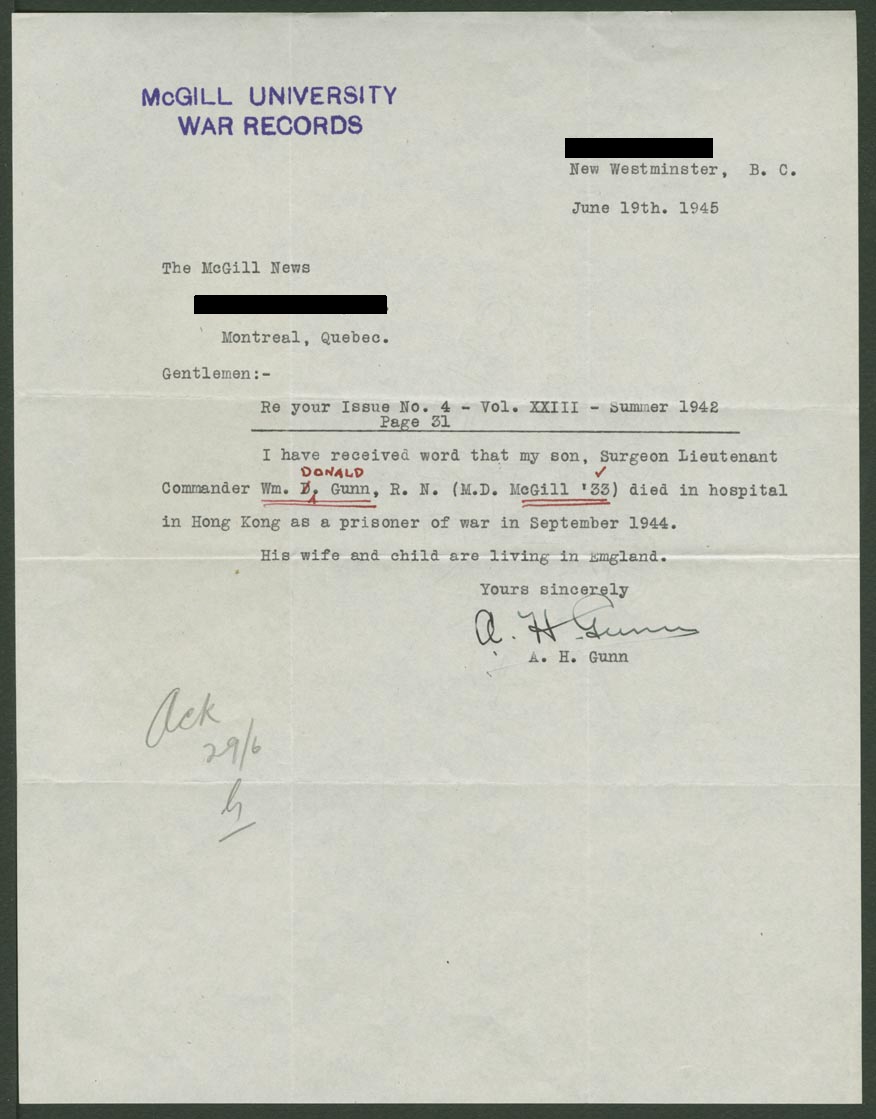 McGILL UNIVERSITY
WAR RECORDS
New Westminster, B. C.
June 19th. 1945
The McGill News
Montreal, Quebec.
Gentlemen:-
Re your Issue No. 4 - Vol. XXIII - Summer 1942
Page 31
I have received word that my son, Surgeon Lieutenant
DONALD ✓
Commander Wm. D. Gunn, R. N. (M.D. McGill '33) died in hospital
in Hong Kong as a prisoner of war in September 1944.
His wife and child are living in Emgland.
Yours sincerely
A. H. Gunn
A. H. Gunn
Ack
29/6